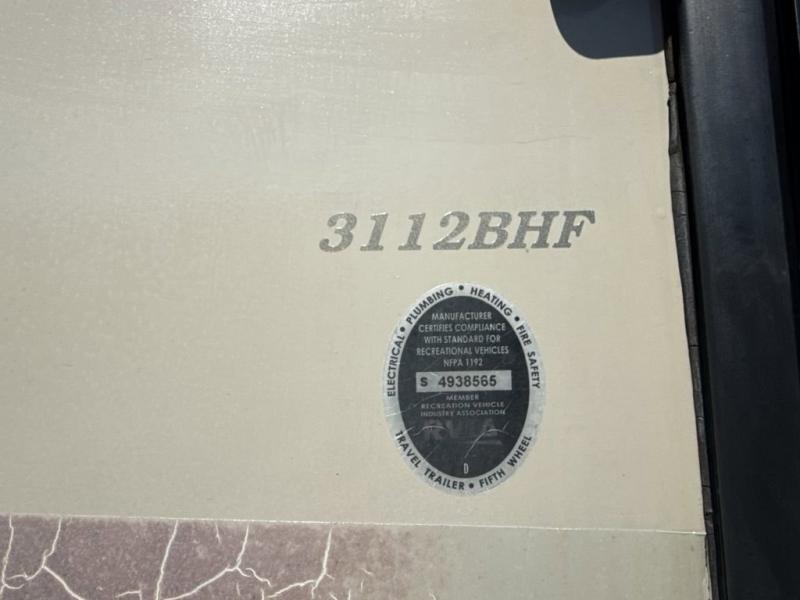 3112BHF
ELECTRICAL • PLUMBING • HEATING • FIRE SAFETY
MANUFACTURER
CERTIFIES COMPLIANCE
WITH STANDARD FOR
RECREATIONAL VEHICLES
NFPA 1192
S 4938565
MEMBER
RECREATION VEHICLE
INDUSTRY ASSOCIATION
RVIA
D
TRAVEL TRAILER • FIFTH WHEEL